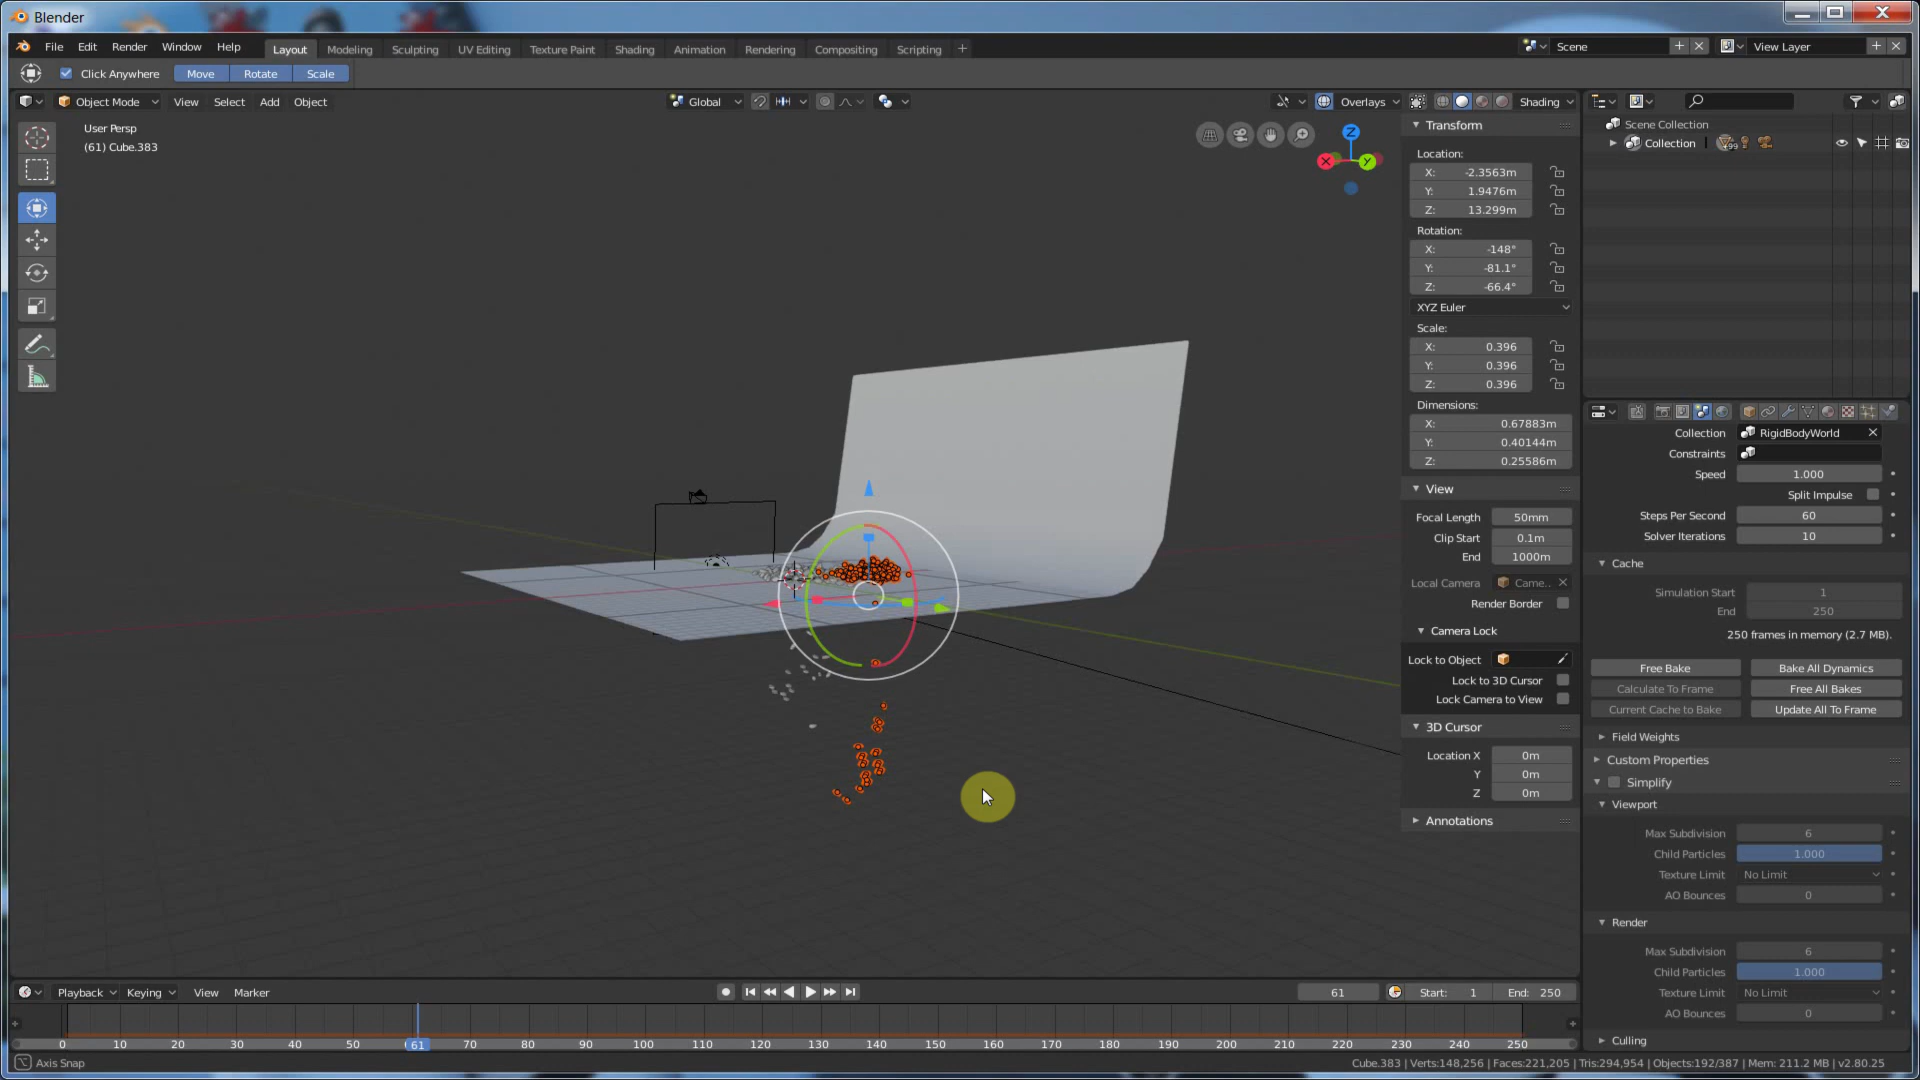 Blender
File Edit Render Window Help
Layout Modeling Sculpting UV Editing Texture Paint Shading Animation Rendering Compositing Scripting +
Scene
View Layer
Click Anywhere Move Rotate Scale
Object Mode View Select Add Object
Global
Overlays
Shading
User Persp
(61) Cube.383
Z
X
Y
Transform
Location:
X: -2.3563m
Y: 1.9476m
Z: 13.299m
Rotation:
X: -148°
Y: -81.1°
Z: -66.4°
XYZ Euler
Scale:
X: 0.396
Y: 0.396
Z: 0.396
Dimensions:
X: 0.67883m
Y: 0.40144m
Z: 0.25586m
View
Focal Length 50mm
Clip Start 0.1m
End 1000m
Local Camera Came..
Render Border
Camera Lock
Lock to Object
Lock to 3D Cursor
Lock Camera to View
3D Cursor
Location X 0m
Y 0m
Z 0m
Annotations
Scene Collection
Collection 99
Collection RigidBodyWorld
Constraints
Speed 1.000
Split Impulse
Steps Per Second 60
Solver Iterations 10
Cache
Simulation Start 1
End 250
250 frames in memory (2.7 MB).
Free Bake Bake All Dynamics
Calculate To Frame Free All Bakes
Current Cache to Bake Update All To Frame
Field Weights
Custom Properties
Simplify
Viewport
Max Subdivision 6
Child Particles 1.000
Texture Limit No Limit
AO Bounces 0
Render
Max Subdivision 6
Child Particles 1.000
Texture Limit No Limit
AO Bounces 0
Culling
Playback Keying View Marker
61
Start: 1
End: 250
0 10 20 30 40 50 61 70 80 90 100 110 120 130 140 150 160 170 180 190 200 210 220 230 240 250
Axis Snap
Cube.383 | Verts:148,256 | Faces:221,205 | Tris:294,954 | Objects:192/387 | Mem: 211.2 MB | v2.80.25